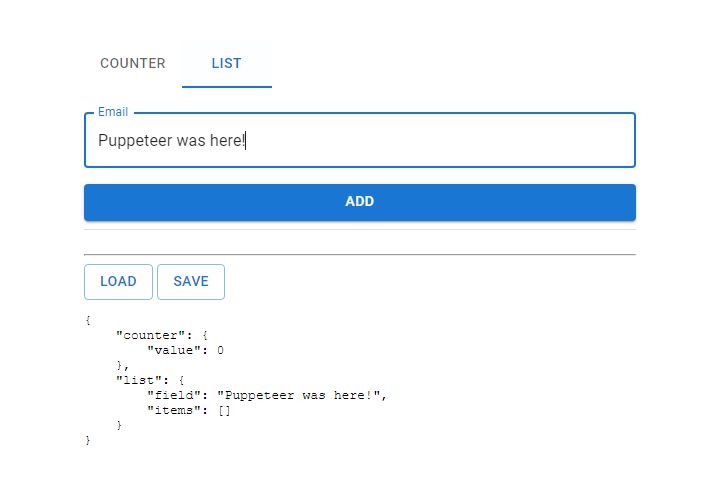 COUNTER LIST
Email
Puppeteer was here!
ADD
LOAD SAVE
{
    "counter": {
        "value": 0
    },
    "list": {
        "field": "Puppeteer was here!",
        "items": []
    }
}